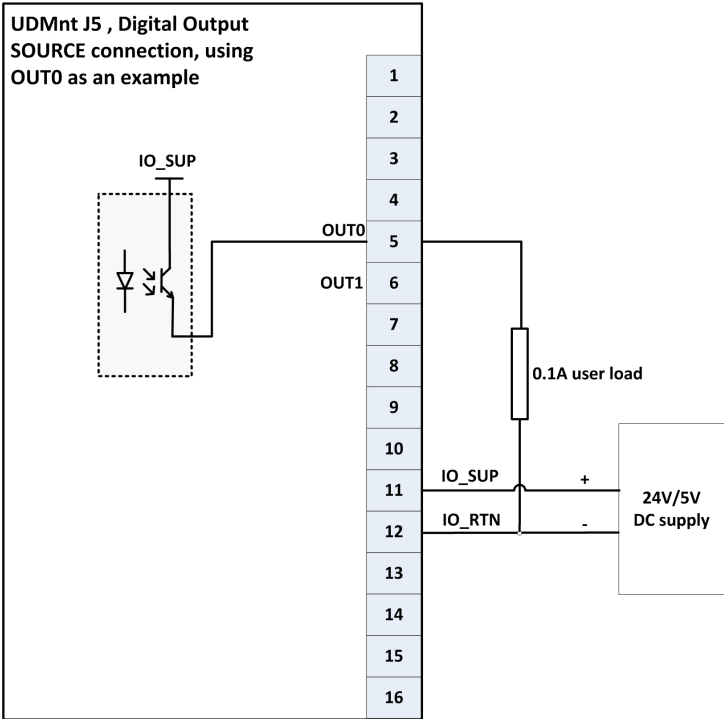 UDMnt J5 , Digital Output
SOURCE connection, using
OUT0 as an example
IO_SUP
OUT0
OUT1
1
2
3
4
5
6
7
8
9
10
11
12
13
14
15
16
0.1A user load
IO_SUP
+
IO_RTN
-
24V/5V
DC supply